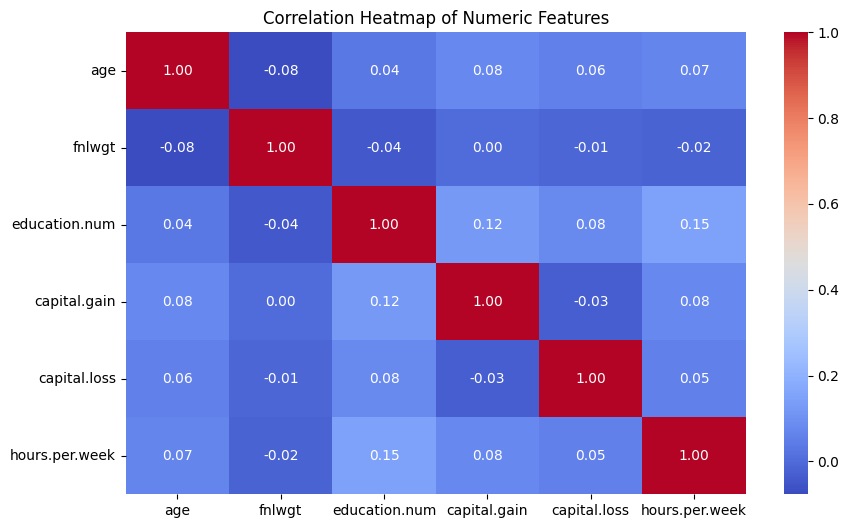 Correlation Heatmap of Numeric Features
age 1.00 -0.08 0.04 0.08 0.06 0.07
fnlwgt -0.08 1.00 -0.04 0.00 -0.01 -0.02
education.num 0.04 -0.04 1.00 0.12 0.08 0.15
capital.gain 0.08 0.00 0.12 1.00 -0.03 0.08
capital.loss 0.06 -0.01 0.08 -0.03 1.00 0.05
hours.per.week 0.07 -0.02 0.15 0.08 0.05 1.00
age fnlwgt education.num capital.gain capital.loss hours.per.week
1.0
0.8
0.6
0.4
0.2
0.0